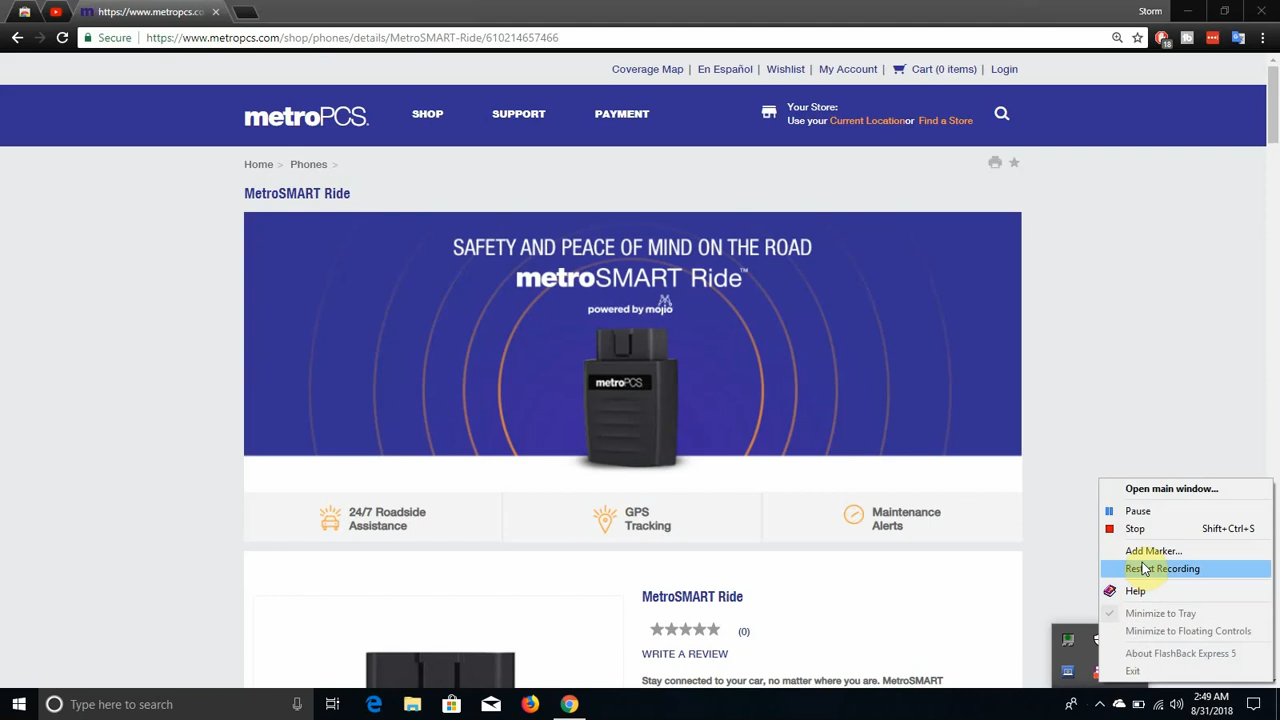 https://www.metropcs.co
Storm
Secure
https://www.metropcs.com/shop/phones/details/MetroSMART-Ride/610214657466
18
Coverage Map | En Español | Wishlist | My Account | Cart (0 items) | Login
metroPCS.
SHOP
SUPPORT
PAYMENT
Your Store:
Use your Current Locationor Find a Store
Home > Phones >
MetroSMART Ride
SAFETY AND PEACE OF MIND ON THE ROAD
metroSMART Ride™
powered by mojio
metroPCS
24/7 Roadside
Assistance
GPS
Tracking
Maintenance
Alerts
MetroSMART Ride
(0)
WRITE A REVIEW
Stay connected to your car, no matter where you are. MetroSMART
Open main window...
Pause
Stop Shift+Ctrl+S
Add Marker...
Recording
Help
Minimize to Tray
Minimize to Floating Controls
About FlashBack Express 5
Exit
Type here to search
2:49 AM
8/31/2018